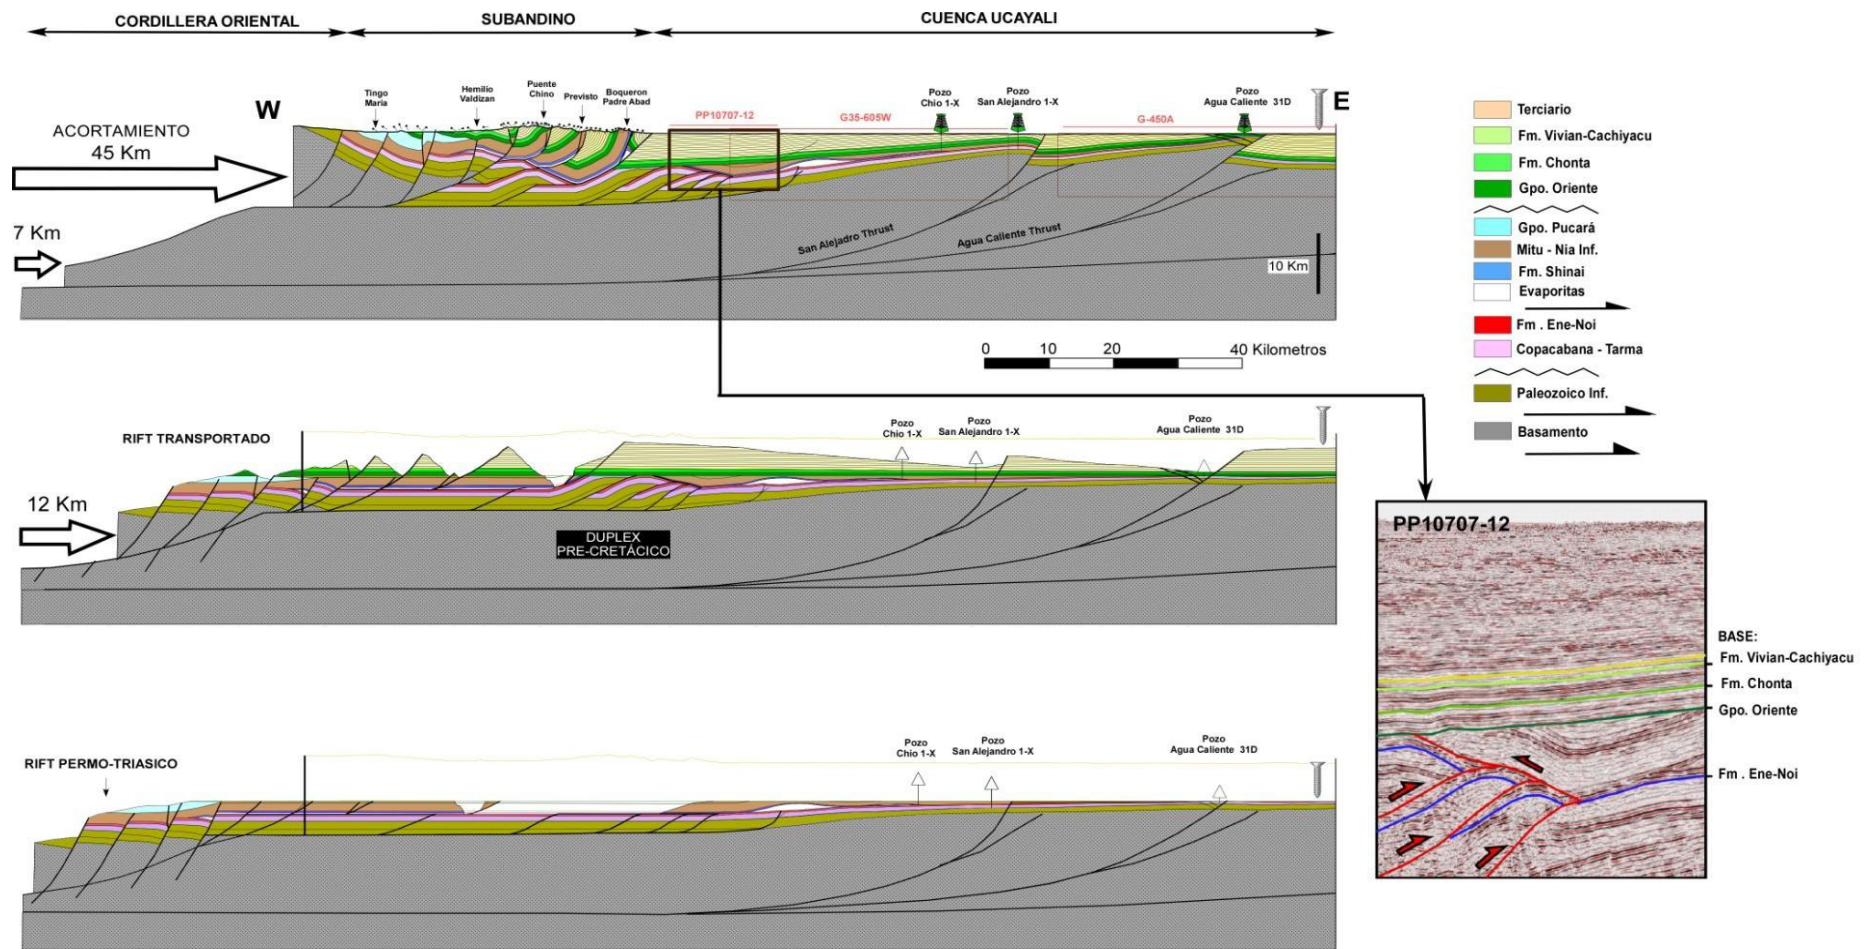 CORDILLERA ORIENTAL
SUBANDINO
CUENCA UCAYALI
W
E
Tingo
Maria
Hemilio
Valdizan
Puente
Chino
Previsto
Boqueron
Padre Abad
PP10707-12
G35-605W
Pozo
Chio 1-X
Pozo
San Alejandro 1-X
G-450A
Pozo
Agua Caliente 31D
ACORTAMIENTO
45 Km
7 Km
San Alejadro Thrust
Agua Caliente Thrust
10 Km
0 10 20 40 Kilometros
Terciario
Fm. Vivian-Cachiyacu
Fm. Chonta
Gpo. Oriente
Gpo. Pucará
Mitu - Nia Inf.
Fm. Shinai
Evaporitas
Fm . Ene-Noi
Copacabana - Tarma
Paleozoico Inf.
Basamento
RIFT TRANSPORTADO
Pozo
Chio 1-X
Pozo
San Alejandro 1-X
Pozo
Agua Caliente 31D
12 Km
DUPLEX
PRE-CRETÁCICO
PP10707-12
BASE:
Fm. Vivian-Cachiyacu
Fm. Chonta
Gpo. Oriente
Fm . Ene-Noi
RIFT PERMO-TRIASICO
Pozo
Chio 1-X
Pozo
San Alejandro 1-X
Pozo
Agua Caliente 31D